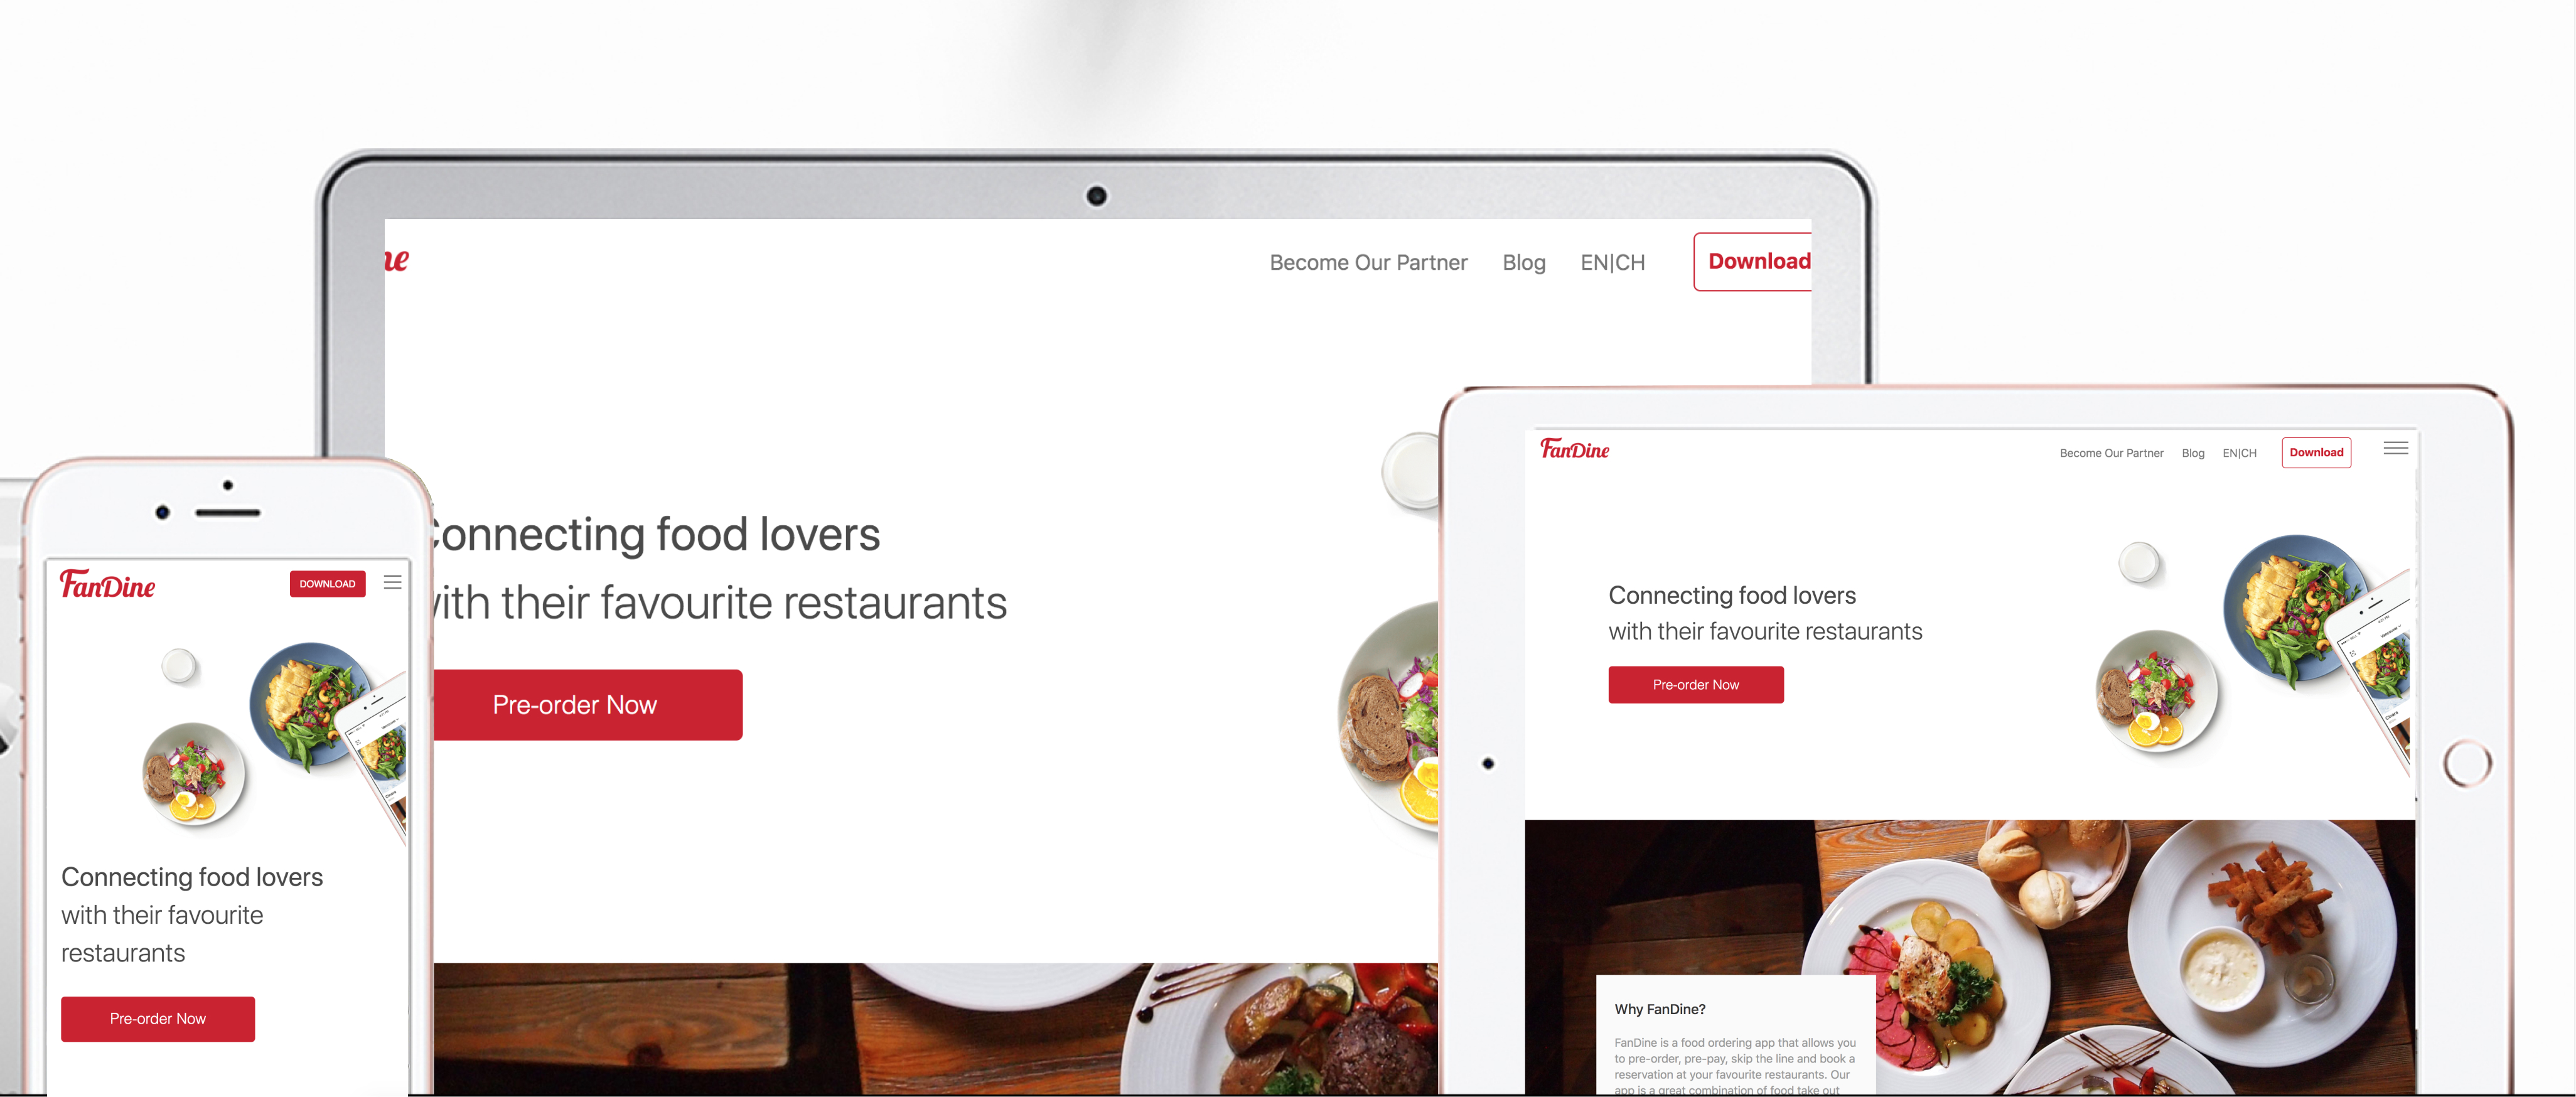 ne
Become Our Partner Blog EN|CH Download
Connecting food lovers
with their favourite restaurants
Pre-order Now
FanDine
DOWNLOAD
Connecting food lovers
with their favourite
restaurants
Pre-order Now
FanDine
Become Our Partner Blog EN|CH Download
Connecting food lovers
with their favourite restaurants
Pre-order Now
Why FanDine?
FanDine is a food ordering app that allows you
to pre-order, pre-pay, skip the line and book a
reservation at your favourite restaurants. Our
app is a great combination of food take out